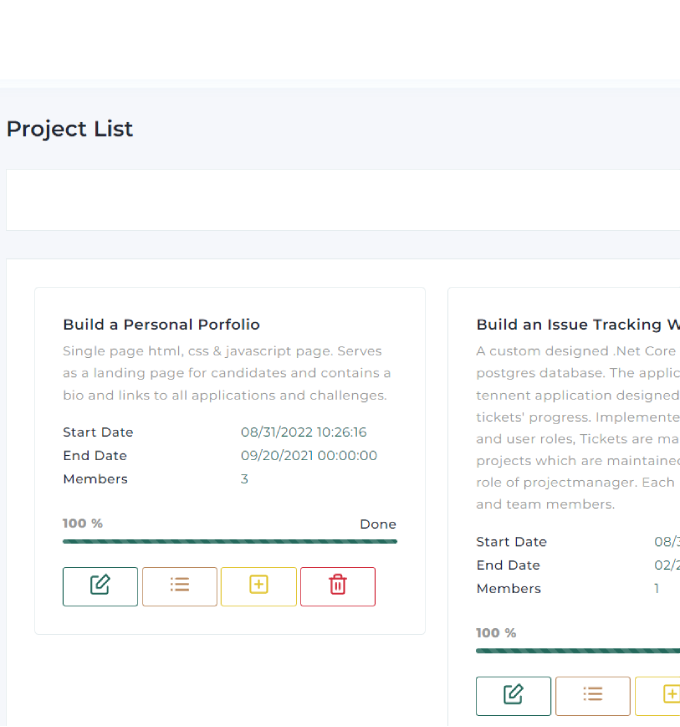 Project List
Build a Personal Porfolio
Single page html, css & javascript page. Serves
as a landing page for candidates and contains a
bio and links to all applications and challenges.
Start Date 08/31/2022 10:26:16
End Date 09/20/2021 00:00:00
Members 3
100 % Done
Build an Issue Tracking W
A custom designed .Net Core
postgres database. The applic
tennent application designed
tickets' progress. Implemente
and user roles, Tickets are ma
projects which are maintained
role of projectmanager. Each
and team members.
Start Date 08/3
End Date 02/2
Members 1
100 %